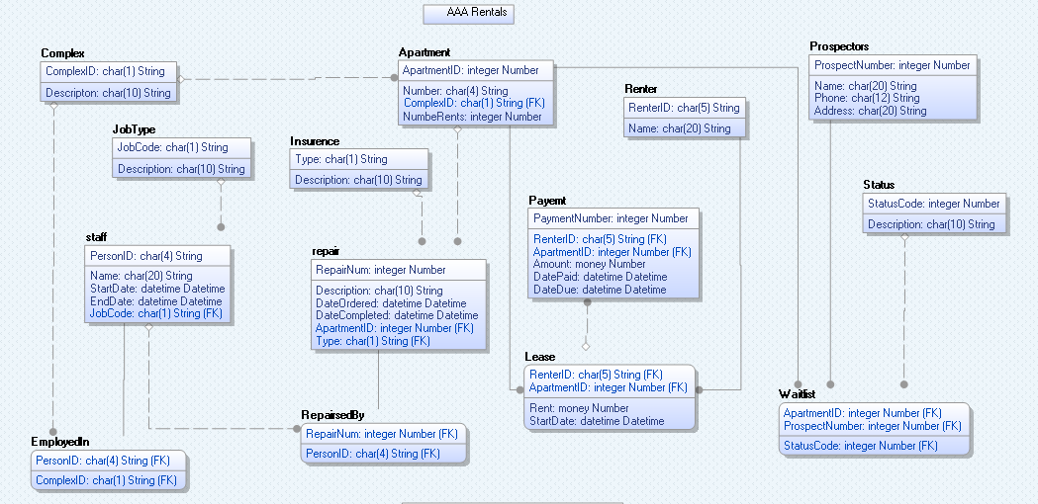 AAA Rentals
Complex
ComplexID: char(1) String
Descripton: char(10) String
Apartment
ApartmentID: integer Number
Number: char(4) String
ComplexID: char(1) String (FK)
NumbeRents: integer Number
Prospectors
ProspectNumber: integer Number
Name: char(20) String
Phone: char(12) String
Address: char(20) String
Renter
RenterID: char(5) String
Name: char(20) String
JobType
JobCode: char(1) String
Description: char(10) String
Insurence
Type: char(1) String
Description: char(10) String
Status
StatusCode: integer Number
Description: char(10) String
Payemt
PaymentNumber: integer Number
RenterID: char(5) String (FK)
ApartmentID: integer Number (FK)
Amount: money Number
DatePaid: datetime Datetime
DateDue: datetime Datetime
staff
PersonID: char(4) String
Name: char(20) String
StartDate: datetime Datetime
EndDate: datetime Datetime
JobCode: char(1) String (FK)
repair
RepairNum: integer Number
Description: char(10) String
DateOrdered: datetime Datetime
DateCompleted: datetime Datetime
ApartmentID: integer Number (FK)
Type: char(1) String (FK)
Lease
RenterID: char(5) String (FK)
ApartmentID: integer Number (FK)
Rent: money Number
StartDate: datetime Datetime
Waitlist
ApartmentID: integer Number (FK)
ProspectNumber: integer Number (FK)
StatusCode: integer Number (FK)
RepairsedBy
RepairNum: integer Number (FK)
PersonID: char(4) String (FK)
EmployedIn
PersonID: char(4) String (FK)
ComplexID: char(1) String (FK)